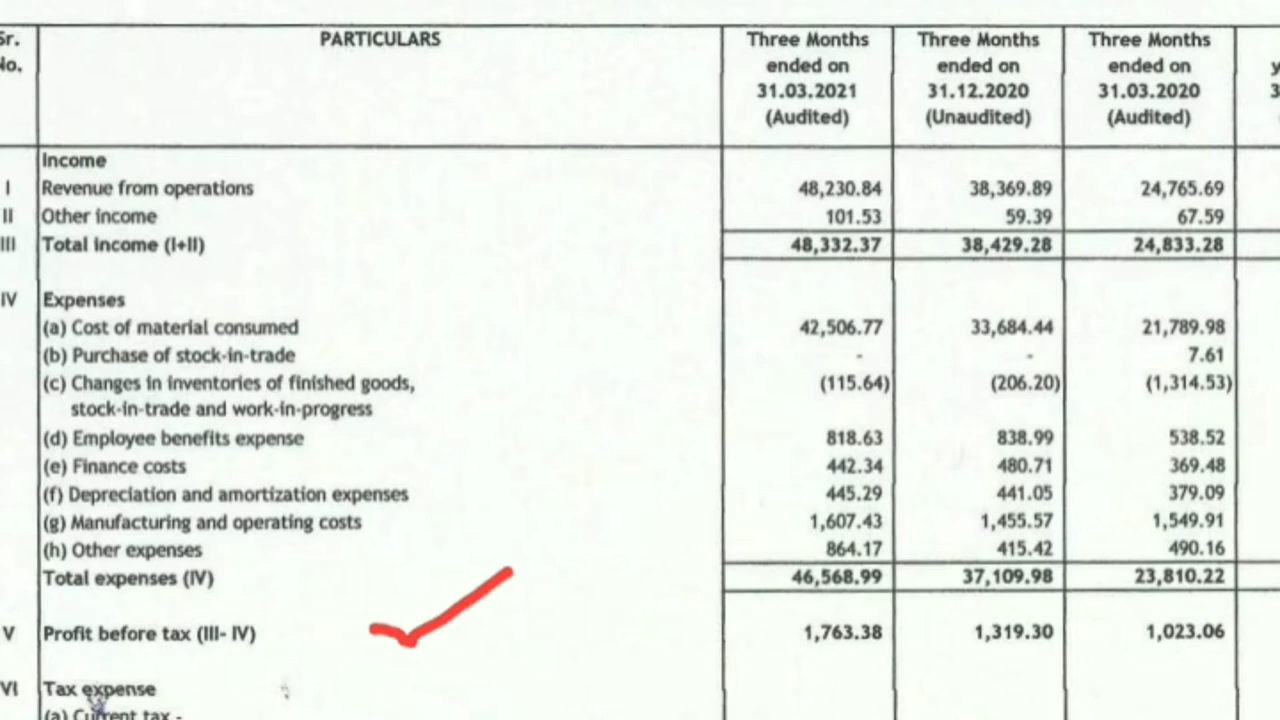 Sr. PARTICULARS Three Months Three Months Three Months
No. ended on ended on ended on y
31.03.2021 31.12.2020 31.03.2020 3
(Audited) (Unaudited) (Audited)
Income
I Revenue from operations 48,230.84 38,369.89 24,765.69
II Other income 101.53 59.39 67.59
III Total income (I+II) 48,332.37 38,429.28 24,833.28
IV Expenses
(a) Cost of material consumed 42,506.77 33,684.44 21,789.98
(b) Purchase of stock-in-trade - - 7.61
(c) Changes in inventories of finished goods, (115.64) (206.20) (1,314.53)
stock-in-trade and work-in-progress
(d) Employee benefits expense 818.63 838.99 538.52
(e) Finance costs 442.34 480.71 369.48
(f) Depreciation and amortization expenses 445.29 441.05 379.09
(g) Manufacturing and operating costs 1,607.43 1,455.57 1,549.91
(h) Other expenses 864.17 415.42 490.16
Total expenses (IV) 46,568.99 37,109.98 23,810.22
V Profit before tax (III- IV) 1,763.38 1,319.30 1,023.06
VI Tax expense
(a) Current tax -